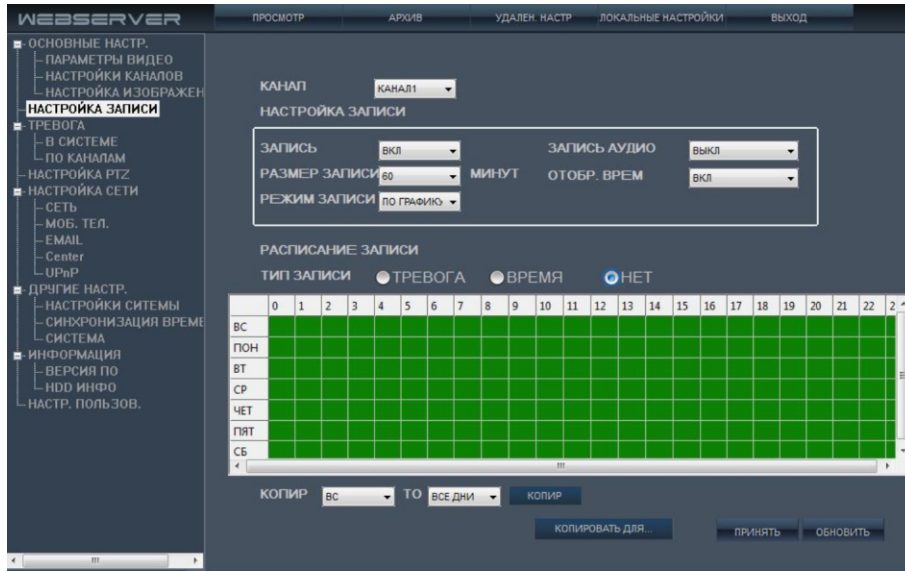 WEBSERVER
ПРОСМОТР АРХИВ УДАЛЕН. НАСТР ЛОКАЛЬНЫЕ НАСТРОЙКИ ВЫХОД
ОСНОВНЫЕ НАСТР.
ПАРАМЕТРЫ ВИДЕО
НАСТРОЙКИ КАНАЛОВ
НАСТРОЙКА ИЗОБРАЖЕН
НАСТРОЙКА ЗАПИСИ
ТРЕВОГА
В СИСТЕМЕ
ПО КАНАЛАМ
НАСТРОЙКА PTZ
НАСТРОЙКА СЕТИ
СЕТЬ
МОБ. ТЕЛ.
EMAIL
Center
UPnP
ДРУГИЕ НАСТР.
НАСТРОЙКИ СИТЕМЫ
СИНХРОНИЗАЦИЯ ВРЕМЕ
СИСТЕМА
ИНФОРМАЦИЯ
ВЕРСИЯ ПО
HDD ИНФО
НАСТР. ПОЛЬЗОВ.
КАНАЛ КАНАЛ1
НАСТРОЙКА ЗАПИСИ
ЗАПИСЬ ВКЛ ЗАПИСЬ АУДИО ВЫКЛ
РАЗМЕР ЗАПИСИ 60 МИНУТ ОТОБР. ВРЕМ ВКЛ
РЕЖИМ ЗАПИСИ ПО ГРАФИКУ
РАСПИСАНИЕ ЗАПИСИ
ТИП ЗАПИСИ ТРЕВОГА ВРЕМЯ НЕТ
0 1 2 3 4 5 6 7 8 9 10 11 12 13 14 15 16 17 18 19 20 21 22 2
ВС
ПОН
ВТ
СР
ЧЕТ
ПЯТ
СБ
КОПИР ВС ТО ВСЕ ДНИ КОПИР
КОПИРОВАТЬ ДЛЯ... ПРИНЯТЬ ОБНОВИТЬ